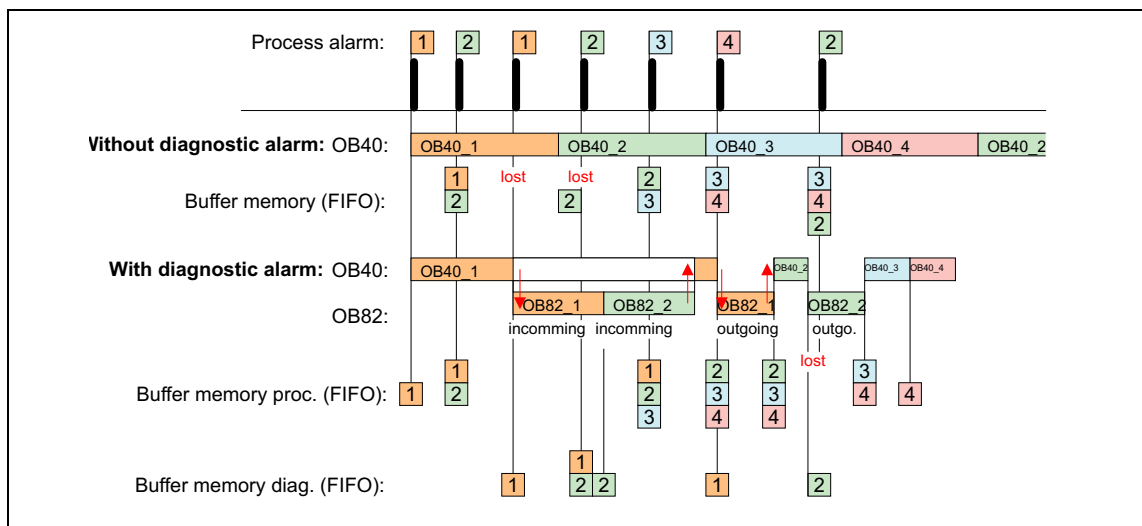 Process alarm: 1 2 1 2 3 4 2
Without diagnostic alarm: OB40: OB40_1 OB40_2 OB40_3 OB40_4 OB40_2
lost lost
Buffer memory (FIFO):
1 2 3 3
2 2 3 4 4
2
With diagnostic alarm: OB40: OB40_1 OB40_2 OB40_3 OB40_4
OB82: OB82_1 OB82_2 OB82_1 OB82_2
incomming incomming outgoing outgo.
lost
1 2 2 3
Buffer memory proc. (FIFO): 1 2 2 3 3 4 4
3 4 4
1
Buffer memory diag. (FIFO): 1 2 2 1 2